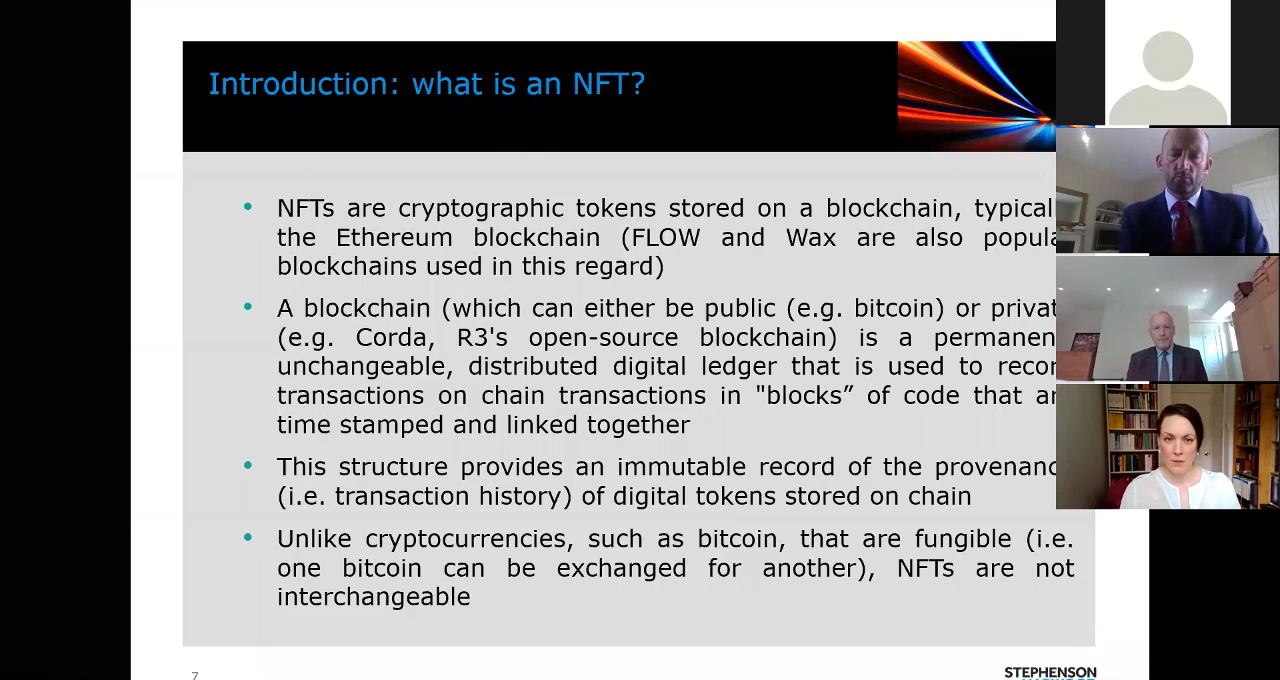 Introduction: what is an NFT?
• NFTs are cryptographic tokens stored on a blockchain, typical
the Ethereum blockchain (FLOW and Wax are also popula
blockchains used in this regard)
• A blockchain (which can either be public (e.g. bitcoin) or privat
(e.g. Corda, R3's open-source blockchain) is a permanen
unchangeable, distributed digital ledger that is used to recor
transactions on chain transactions in "blocks” of code that ar
time stamped and linked together
• This structure provides an immutable record of the provenanc
(i.e. transaction history) of digital tokens stored on chain
• Unlike cryptocurrencies, such as bitcoin, that are fungible (i.e.
one bitcoin can be exchanged for another), NFTs are not
interchangeable
7
STEPHENSON